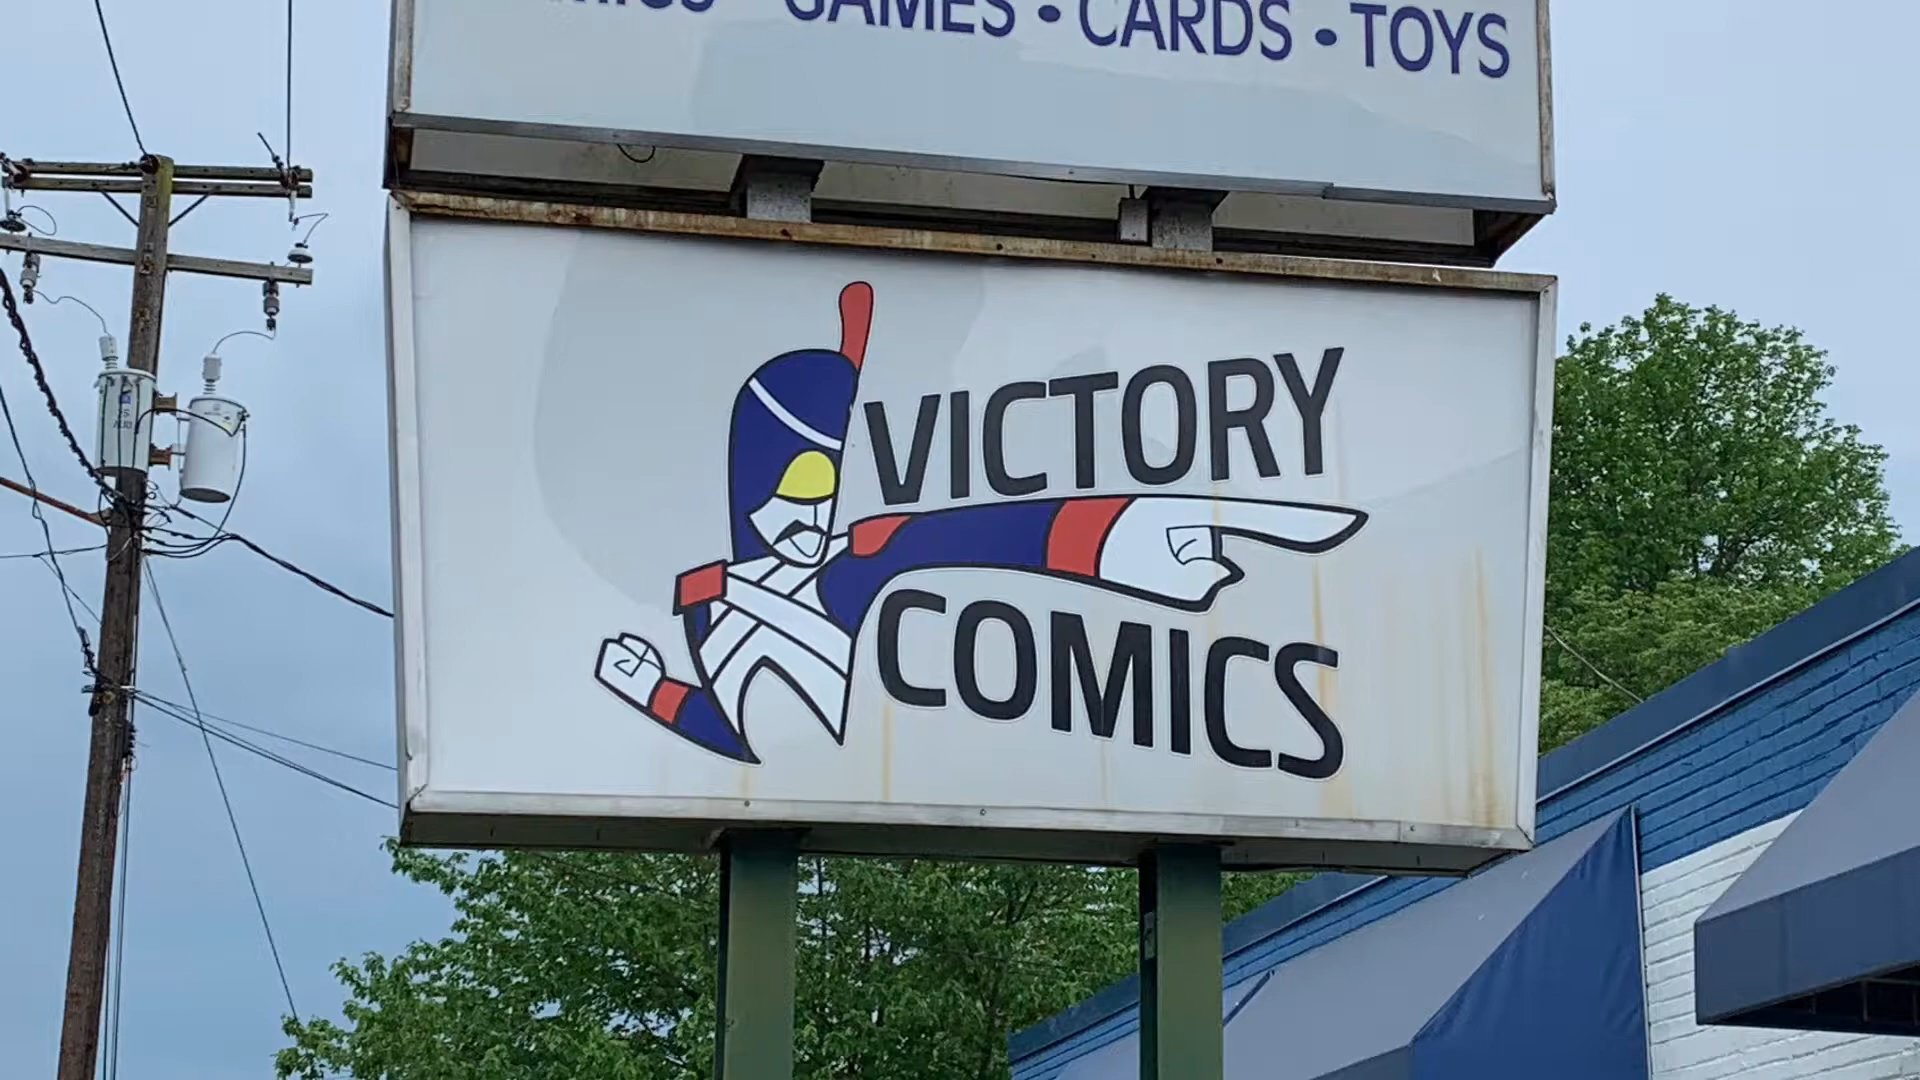 GAMES • CARDS • TOYS
VICTORY
COMICS